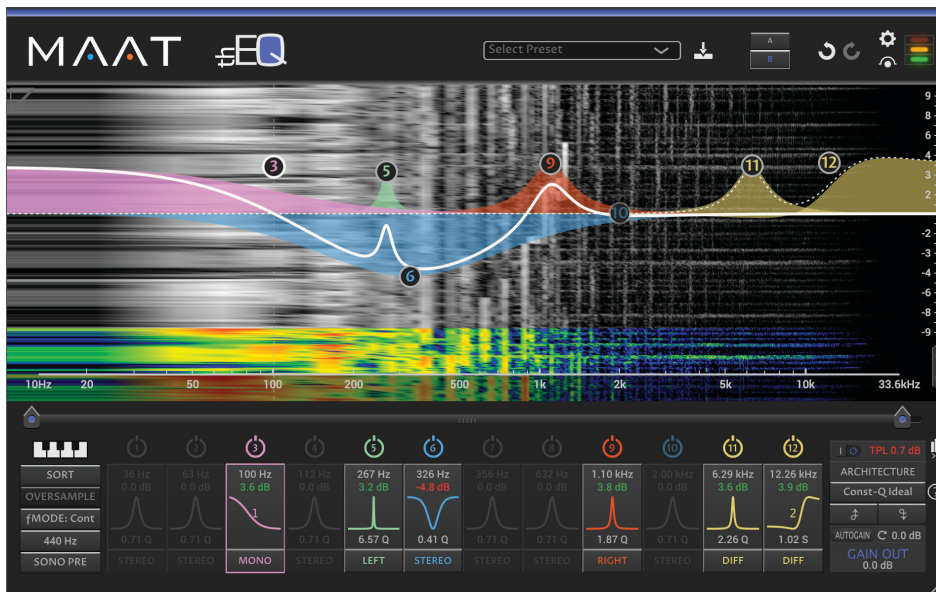 MAAT
thEQ
Select Preset
A
B
9
8
6
4
3
2
-2
-3
-4
-6
-8
-9
3
5
9
11
12
10
6
10Hz 20 50 100 200 500 1k 2k 5k 10k 33.6kHz
1 2 3 4 5 6 7 8 9 10 11 12
I O TPL 0.7 dB
SORT
OVERSAMPLE
fMODE: Cont
440 Hz
SONO PRE
36 Hz 63 Hz 100 Hz 112 Hz 267 Hz 326 Hz 356 Hz 632 Hz 1.10 kHz 2.00 kHz 6.29 kHz 12.26 kHz
0.0 dB 0.0 dB 3.6 dB 0.0 dB 3.2 dB -4.8 dB 0.0 dB 0.0 dB 3.8 dB 0.0 dB 3.6 dB 3.9 dB
1 2
0.71 Q 0.71 Q 0.71 Q 6.57 Q 0.41 Q 0.71 Q 0.71 Q 1.87 Q 0.71 Q 2.26 Q 1.02 S
STEREO STEREO MONO STEREO LEFT STEREO STEREO STEREO RIGHT STEREO DIFF DIFF
ARCHITECTURE
Const-Q Ideal
AUTOGAIN C 0.0 dB
GAIN OUT
0.0 dB